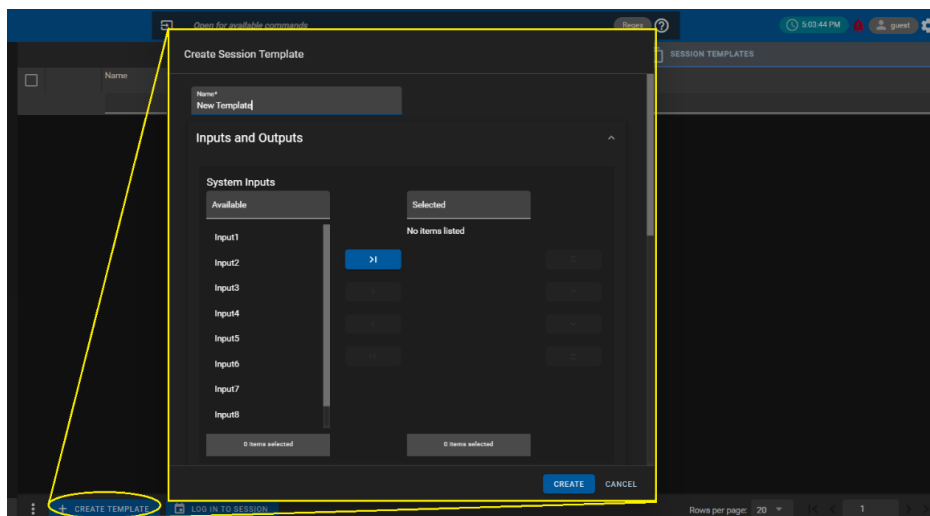 Open for available commands
Regex
?
5:03:44 PM
guest
Create Session Template
SESSION TEMPLATES
Name
Name*
New Template
Inputs and Outputs
System Inputs
Available
Selected
No items listed
Input1
Input2
Input3
Input4
Input5
Input6
Input7
Input8
0 items selected
0 items selected
CREATE
CANCEL
+ CREATE TEMPLATE
LOG IN TO SESSION
Rows per page: 20
1